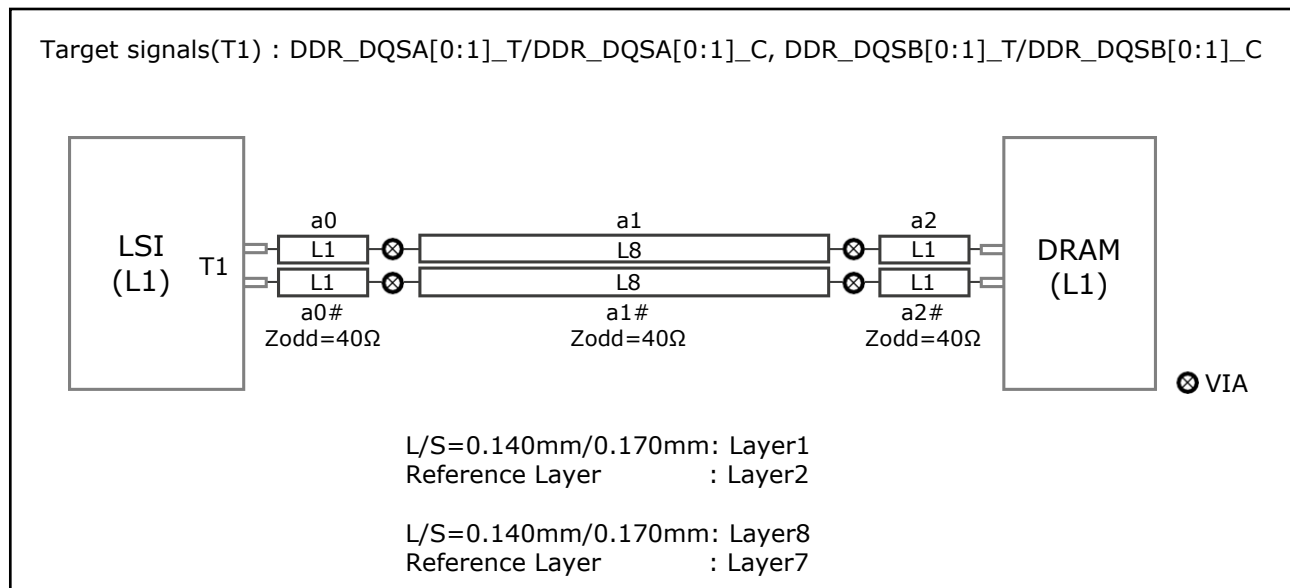 Target signals(T1) : DDR_DQSA[0:1]_T/DDR_DQSA[0:1]_C, DDR_DQSB[0:1]_T/DDR_DQSB[0:1]_C
a0 a1 a2
L1 L8 L1
LSI
(L1)
T1
DRAM
(L1)
L1 L8 L1
a0# a1# a2#
Zodd=40Ω Zodd=40Ω Zodd=40Ω
VIA
L/S=0.140mm/0.170mm: Layer1
Reference Layer : Layer2
L/S=0.140mm/0.170mm: Layer8
Reference Layer : Layer7